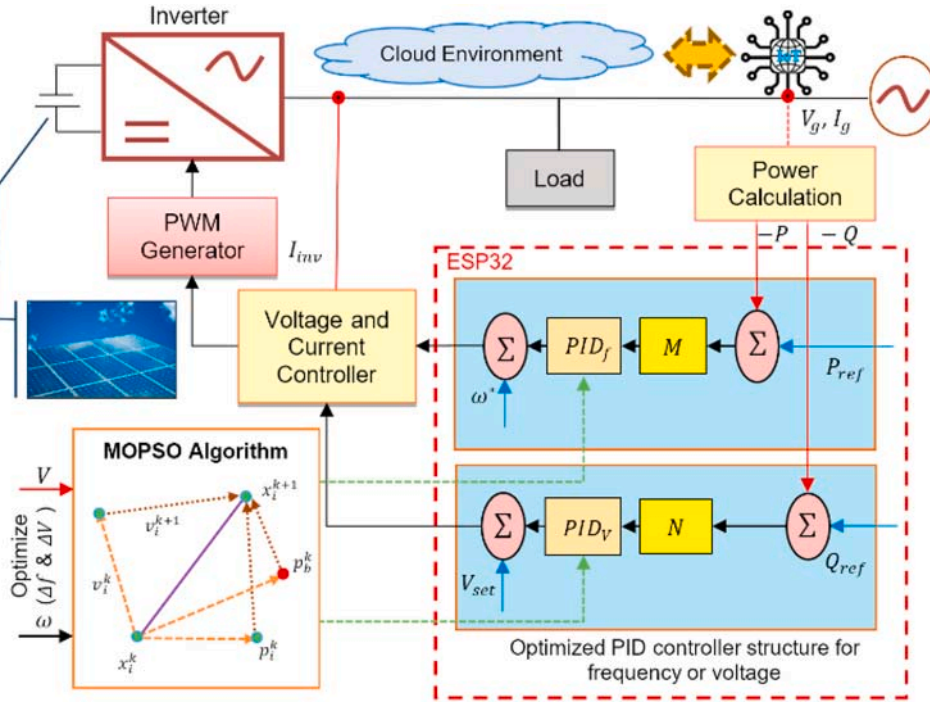 Inverter
Cloud Environment
V_g, I_g
Load
Power
Calculation
PWM
Generator
I_inv
−P
− Q
ESP32
Voltage and
Current
Controller
Σ
PID_f
M
Σ
ω*
P_ref
MOPSO Algorithm
V
x_i^{k+1}
v_i^{k+1}
Optimize
(Δf & ΔV)
v_i^k
p_b^k
ω
x_i^k
p_i^k
Σ
PID_V
N
Σ
V_set
Q_ref
Optimized PID controller structure for
frequency or voltage